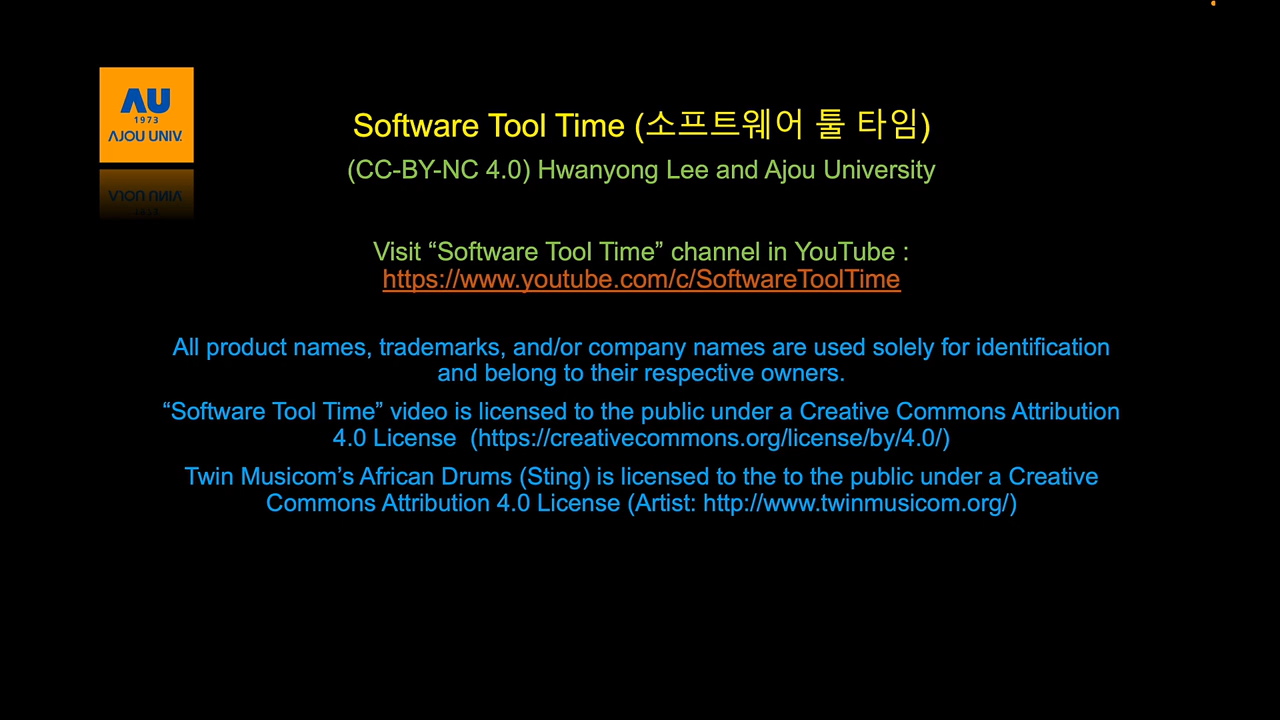 AU
1973
AJOU UNIV.
Software Tool Time (소프트웨어 툴 타임)
(CC-BY-NC 4.0) Hwanyong Lee and Ajou University
Visit “Software Tool Time” channel in YouTube :
https://www.youtube.com/c/SoftwareToolTime
All product names, trademarks, and/or company names are used solely for identification
and belong to their respective owners.
“Software Tool Time” video is licensed to the public under a Creative Commons Attribution
4.0 License (https://creativecommons.org/license/by/4.0/)
Twin Musicom’s African Drums (Sting) is licensed to the to the public under a Creative
Commons Attribution 4.0 License (Artist: http://www.twinmusicom.org/)